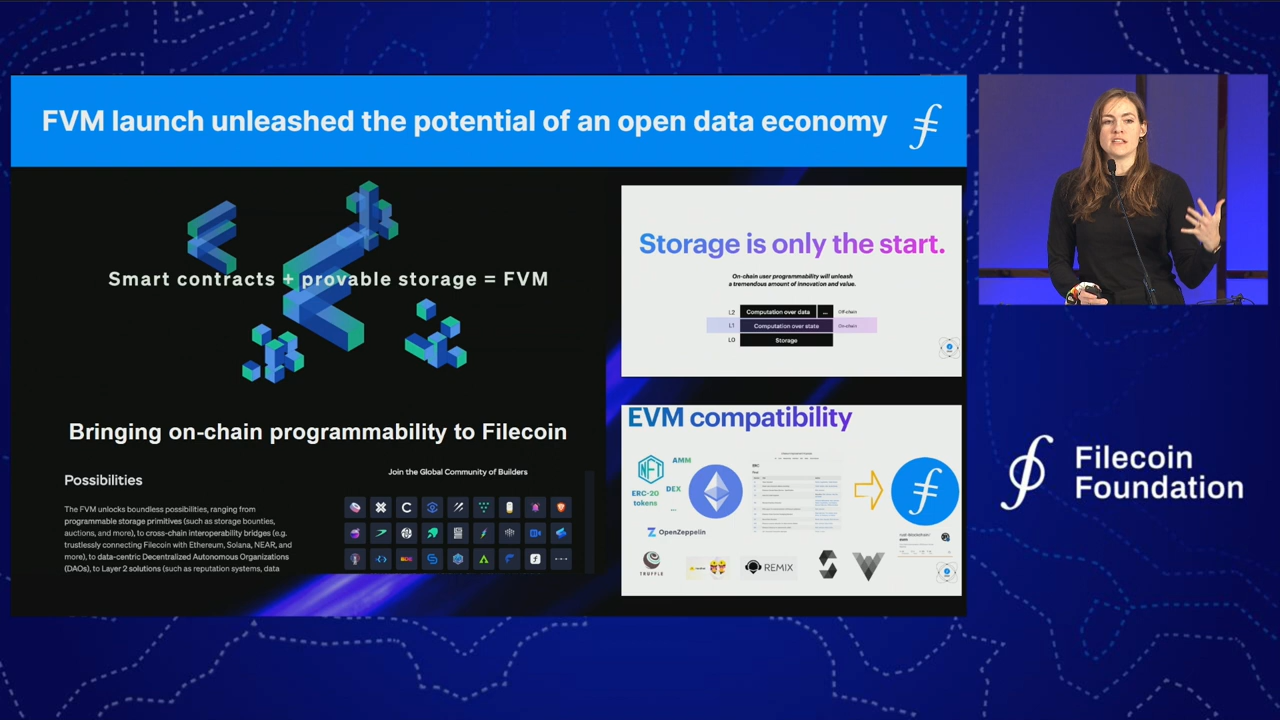 FVM launch unleashed the potential of an open data economy
Smart contracts + provable storage = FVM
Bringing on-chain programmability to Filecoin
Possibilities
The FVM unlocks boundless possibilities, ranging from
programmable storage primitives (such as storage bounties,
auctions, and more), to cross-chain interoperability bridges (e.g.
trustlessly connecting Filecoin with Ethereum, Solana, NEAR, and
more), to data-centric Decentralized Autonomous Organizations
(DAOs), to Layer 2 solutions (such as reputation systems, data
Join the Global Community of Builders
Storage is only the start.
On-chain user programmability will unleash
a tremendous amount of innovation and value.
L2 Computation over data ... Off-chain
L1 Computation over state On-chain
L0 Storage
EVM compatibility
NFT
AMM
ERC-20
tokens
DEX
OpenZeppelin
TRUFFLE
REMIX
Filecoin
Foundation